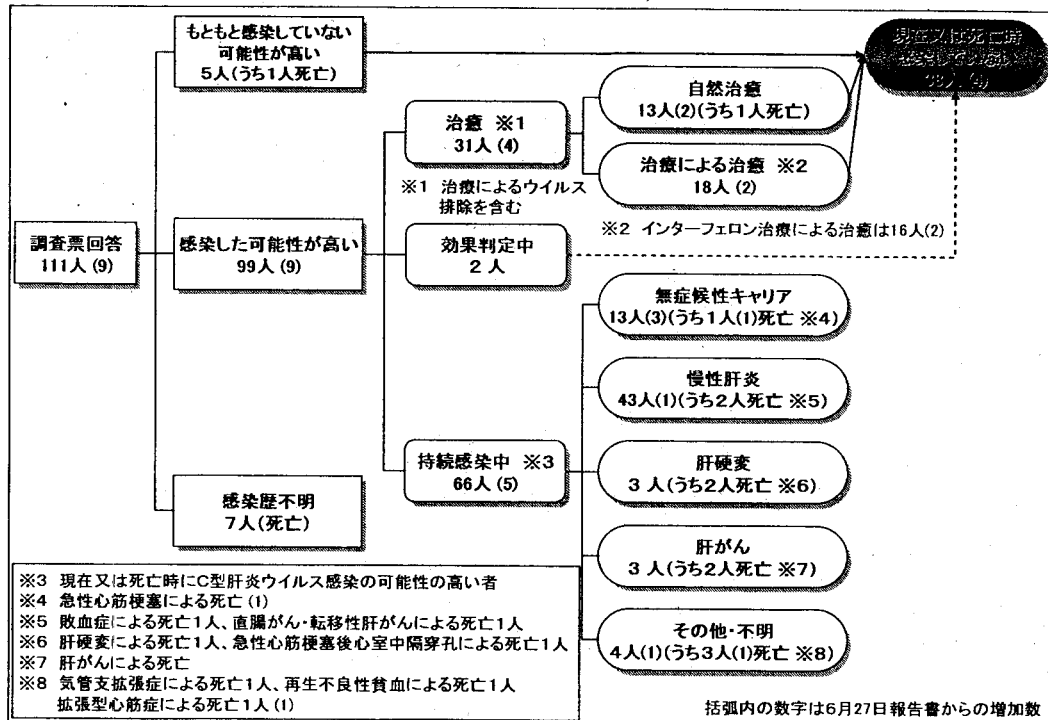 もともと感染していない
可能性が高い
5人(うち1人死亡)
現在又は死亡時
感染していない
38人(4)
自然治癒
13人(2)(うち1人死亡)
治癒 ※1
31人(4)
治療による治癒 ※2
18人(2)
※1 治療によるウイルス
排除を含む
※2 インターフェロン治療による治癒は16人(2)
調査票回答
111人(9)
感染した可能性が高い
99人(9)
効果判定中
2人
無症候性キャリア
13人(3)(うち1人(1)死亡 ※4)
慢性肝炎
43人(1)(うち2人死亡 ※5)
持続感染中 ※3
66人(5)
肝硬変
3人(うち2人死亡 ※6)
感染歴不明
7人(死亡)
肝がん
3人(うち2人死亡 ※7)
その他・不明
4人(1)(うち3人(1)死亡 ※8)
※3 現在又は死亡時にC型肝炎ウイルス感染の可能性の高い者
※4 急性心筋梗塞による死亡(1)
※5 敗血症による死亡1人、直腸がん・転移性肝がんによる死亡1人
※6 肝硬変による死亡1人、急性心筋梗塞後心室中隔穿孔による死亡1人
※7 肝がんによる死亡
※8 気管支拡張症による死亡1人、再生不良性貧血による死亡1人
拡張型心筋症による死亡1人(1)
括弧内の数字は6月27日報告書からの増加数